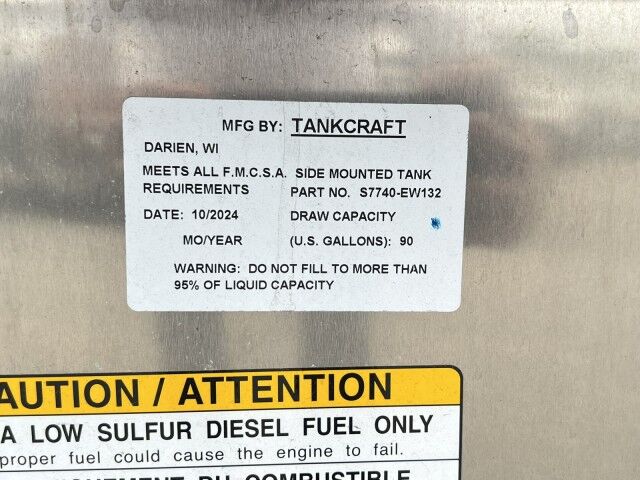 MFG BY: TANKCRAFT
DARIEN, WI
MEETS ALL F.M.C.S.A. SIDE MOUNTED TANK
REQUIREMENTS PART NO. S7740-EW132
DATE: 10/2024 DRAW CAPACITY
MO/YEAR (U.S. GALLONS): 90
WARNING: DO NOT FILL TO MORE THAN
95% OF LIQUID CAPACITY
AUTION / ATTENTION
A LOW SULFUR DIESEL FUEL ONLY
proper fuel could cause the engine to fail.
DU COMBUSTIBLE